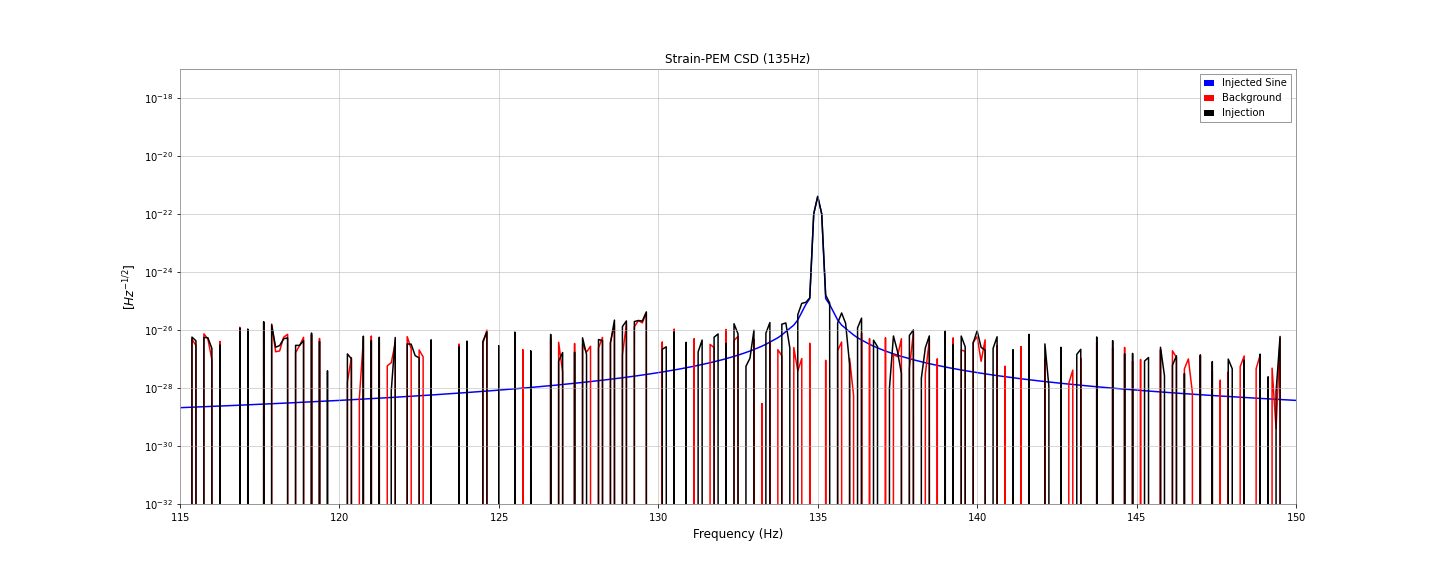 Strain-PEM CSD (135Hz)
Injected Sine
Background
Injection
10⁻¹⁸
10⁻²⁰
10⁻²²
10⁻²⁴
10⁻²⁶
10⁻²⁸
10⁻³⁰
10⁻³²
[Hz⁻¹/²]
115 120 125 130 135 140 145 150
Frequency (Hz)